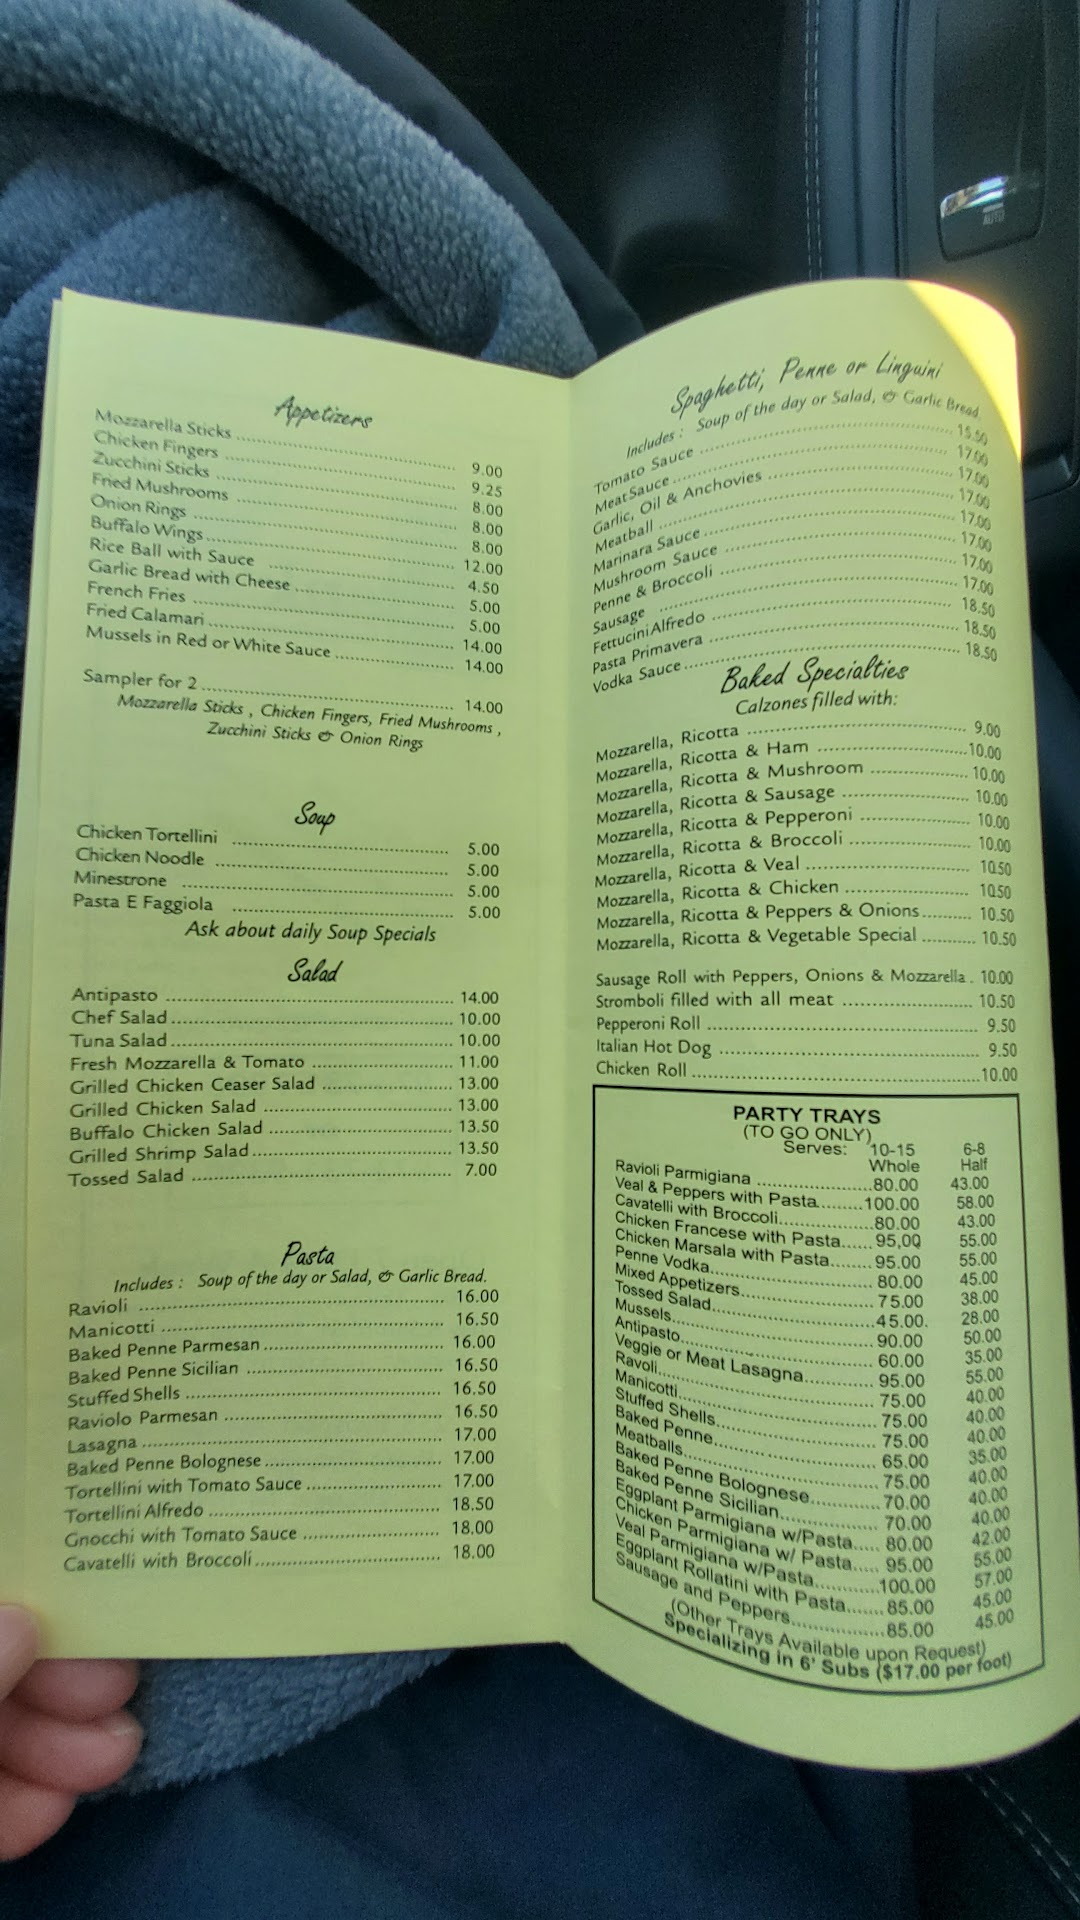 Appetizers
Mozzarella Sticks 9.00
Chicken Fingers 9.25
Zucchini Sticks 8.00
Fried Mushrooms 8.00
Onion Rings 8.00
Buffalo Wings 12.00
Rice Ball with Sauce 4.50
Garlic Bread with Cheese 5.00
French Fries 5.00
Fried Calamari 14.00
Mussels in Red or White Sauce 14.00
Sampler for 2 14.00
Mozzarella Sticks , Chicken Fingers, Fried Mushrooms ,
Zucchini Sticks & Onion Rings
Soup
Chicken Tortellini 5.00
Chicken Noodle 5.00
Minestrone 5.00
Pasta E Faggiola 5.00
Ask about daily Soup Specials
Salad
Antipasto 14.00
Chef Salad 10.00
Tuna Salad 10.00
Fresh Mozzarella & Tomato 11.00
Grilled Chicken Ceaser Salad 13.00
Grilled Chicken Salad 13.00
Buffalo Chicken Salad 13.50
Grilled Shrimp Salad 13.50
Tossed Salad 7.00
Pasta
Includes : Soup of the day or Salad, & Garlic Bread.
Ravioli 16.00
Manicotti 16.50
Baked Penne Parmesan 16.00
Baked Penne Sicilian 16.50
Stuffed Shells 16.50
Raviolo Parmesan 16.50
Lasagna 17.00
Baked Penne Bolognese 17.00
Tortellini with Tomato Sauce 17.00
Tortellini Alfredo 18.50
Gnocchi with Tomato Sauce 18.00
Cavatelli with Broccoli 18.00
Spaghetti, Penne or Linguini
Includes : Soup of the day or Salad, & Garlic Bread.
Tomato Sauce 15.50
Meat Sauce 17.00
Garlic, Oil & Anchovies 17.00
Meatball 17.00
Marinara Sauce 17.00
Mushroom Sauce 17.00
Penne & Broccoli 17.00
Sausage 17.00
Fettucini Alfredo 18.50
Pasta Primavera 18.50
Vodka Sauce 18.50
Baked Specialties
Calzones filled with:
Mozzarella, Ricotta 9.00
Mozzarella, Ricotta & Ham 10.00
Mozzarella, Ricotta & Mushroom 10.00
Mozzarella, Ricotta & Sausage 10.00
Mozzarella, Ricotta & Pepperoni 10.00
Mozzarella, Ricotta & Broccoli 10.00
Mozzarella, Ricotta & Veal 10.50
Mozzarella, Ricotta & Chicken 10.50
Mozzarella, Ricotta & Peppers & Onions 10.50
Mozzarella, Ricotta & Vegetable Special 10.50
Sausage Roll with Peppers, Onions & Mozzarella . 10.00
Stromboli filled with all meat 10.50
Pepperoni Roll 9.50
Italian Hot Dog 9.50
Chicken Roll 10.00
PARTY TRAYS
(TO GO ONLY)
Serves: 10-15 6-8
Whole Half
Ravioli Parmigiana 80.00 43.00
Veal & Peppers with Pasta 100.00 58.00
Cavatelli with Broccoli 80.00 43.00
Chicken Francese with Pasta 95.00 55.00
Chicken Marsala with Pasta 95.00 55.00
Penne Vodka 80.00 45.00
Mixed Appetizers 75.00 38.00
Tossed Salad 45.00 28.00
Mussels 90.00 50.00
Antipasto 60.00 35.00
Veggie or Meat Lasagna 95.00 55.00
Ravoli 75.00 40.00
Manicotti 75.00 40.00
Stuffed Shells 75.00 40.00
Baked Penne 65.00 35.00
Meatballs 75.00 40.00
Baked Penne Bolognese 70.00 40.00
Baked Penne Sicilian 70.00 40.00
Eggplant Parmigiana w/Pasta 80.00 42.00
Chicken Parmigiana w/ Pasta 95.00 55.00
Veal Parmigiana w/Pasta 100.00 57.00
Eggplant Rollatini with Pasta 85.00 45.00
Sausage and Peppers 85.00 45.00
(Other Trays Available upon Request)
Specializing in 6' Subs ($17.00 per foot)
AUTO